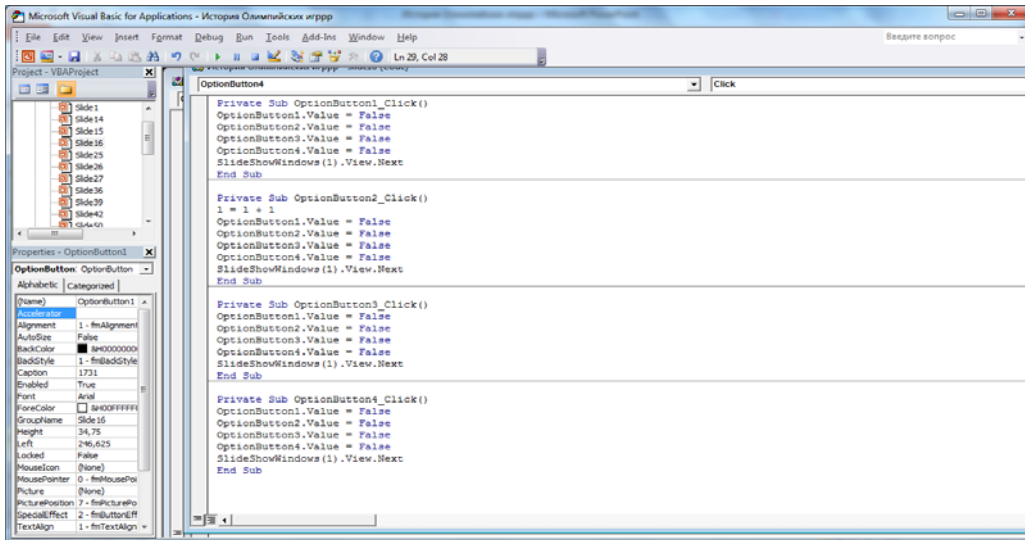 Microsoft Visual Basic for Applications - История Олимпийских игррр
File Edit View Insert Format Debug Run Tools Add-Ins Window Help
Введите вопрос
Ln 29, Col 28
Project - VBAProject
Slide1
Slide14
Slide15
Slide16
Slide25
Slide26
Slide27
Slide36
Slide39
Slide42
Slide50
Properties - OptionButton1
OptionButton: OptionButton
Alphabetic Categorized
(Name) OptionButton1
Accelerator
Alignment 1 - fmAlignment
AutoSize False
BackColor &H00000000
BackStyle 1 - fmBackStyle
Caption 1731
Enabled True
Font Arial
ForeColor &H00FFFFF
GroupName Slide16
Height 34,75
Left 246,625
Locked False
MouseIcon (None)
MousePointer 0 - fmMousePoi
Picture (None)
PicturePosition 7 - fmPicturePo
SpecialEffect 2 - fmButtonEff
TextAlign 1 - fmTextAlign
OptionButton4 Click
Private Sub OptionButton1_Click()
OptionButton1.Value = False
OptionButton2.Value = False
OptionButton3.Value = False
OptionButton4.Value = False
SlideShowWindows(1).View.Next
End Sub
Private Sub OptionButton2_Click()
l = l + 1
OptionButton1.Value = False
OptionButton2.Value = False
OptionButton3.Value = False
OptionButton4.Value = False
SlideShowWindows(1).View.Next
End Sub
Private Sub OptionButton3_Click()
OptionButton1.Value = False
OptionButton2.Value = False
OptionButton3.Value = False
OptionButton4.Value = False
SlideShowWindows(1).View.Next
End Sub
Private Sub OptionButton4_Click()
OptionButton1.Value = False
OptionButton2.Value = False
OptionButton3.Value = False
OptionButton4.Value = False
SlideShowWindows(1).View.Next
End Sub